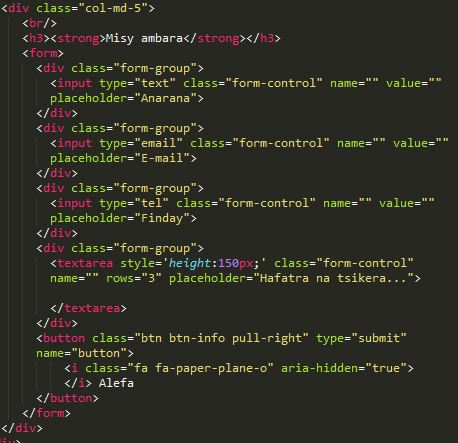 <div class="col-md-5">
<br/>
<h3><strong>Misy ambara</strong></h3>
<form>
<div class="form-group">
<input type="text" class="form-control" name="" value=""
placeholder="Anarana">
</div>
<div class="form-group">
<input type="email" class="form-control" name="" value=""
placeholder="E-mail">
</div>
<div class="form-group">
<input type="tel" class="form-control" name="" value=""
placeholder="Finday">
</div>
<div class="form-group">
<textarea style='height:150px;' class="form-control"
name="" rows="3" placeholder="Hafatra na tsikera...">
</textarea>
</div>
<button class="btn btn-info pull-right" type="submit"
name="button">
<i class="fa fa-paper-plane-o" aria-hidden="true">
</i> Alefa
</button>
</form>
</div>